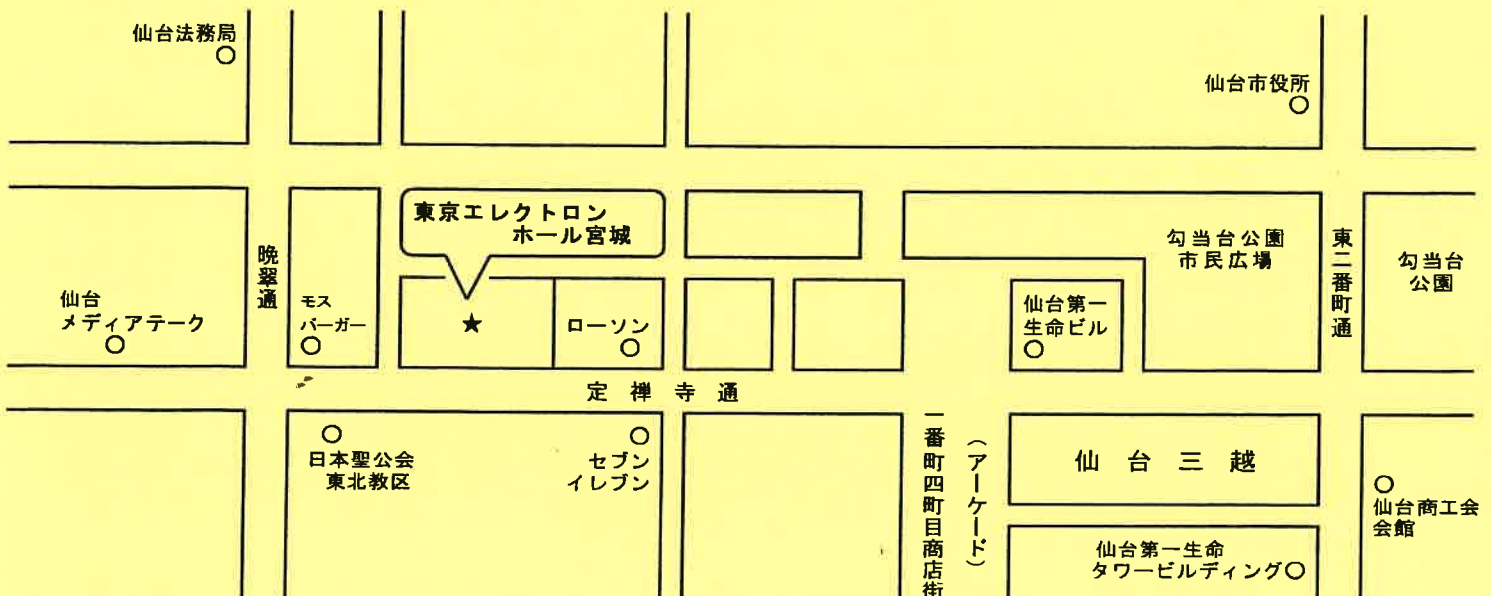 仙台法務局
仙台市役所
東京エレクトロン
ホール宮城
晩翠通
勾当台公園
市民広場
東二番町通
勾当台
公園
仙台
メディアテーク
モス
バーガー
★
ローソン
仙台第一
生命ビル
定禅寺通
日本聖公会
東北教区
セブン
イレブン
一番町四町目商店街
（アーケード）
仙台三越
仙台商工会
会館
仙台第一生命
タワービルディング